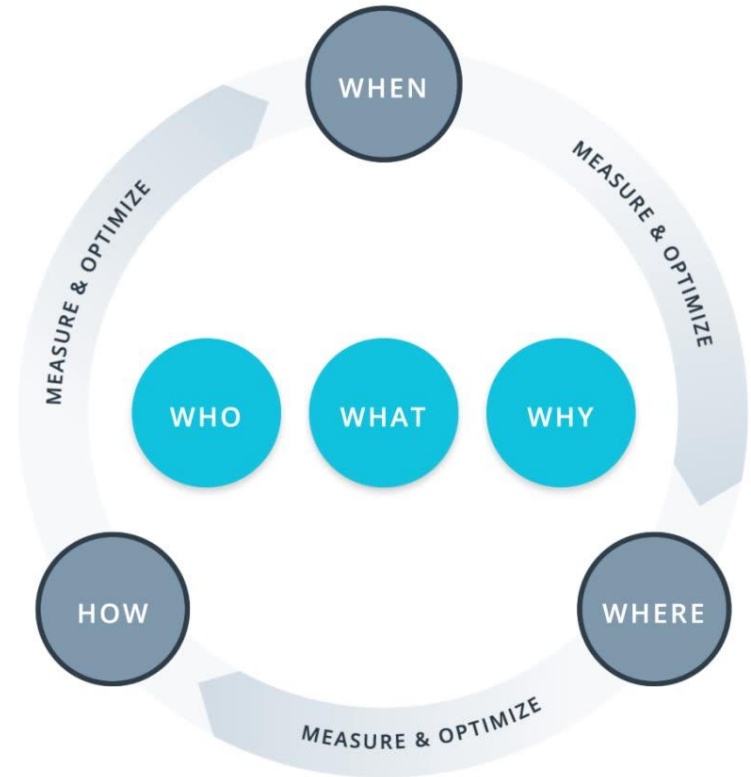 WHEN
MEASURE & OPTIMIZE
MEASURE & OPTIMIZE
WHO
WHAT
WHY
HOW
WHERE
MEASURE & OPTIMIZE